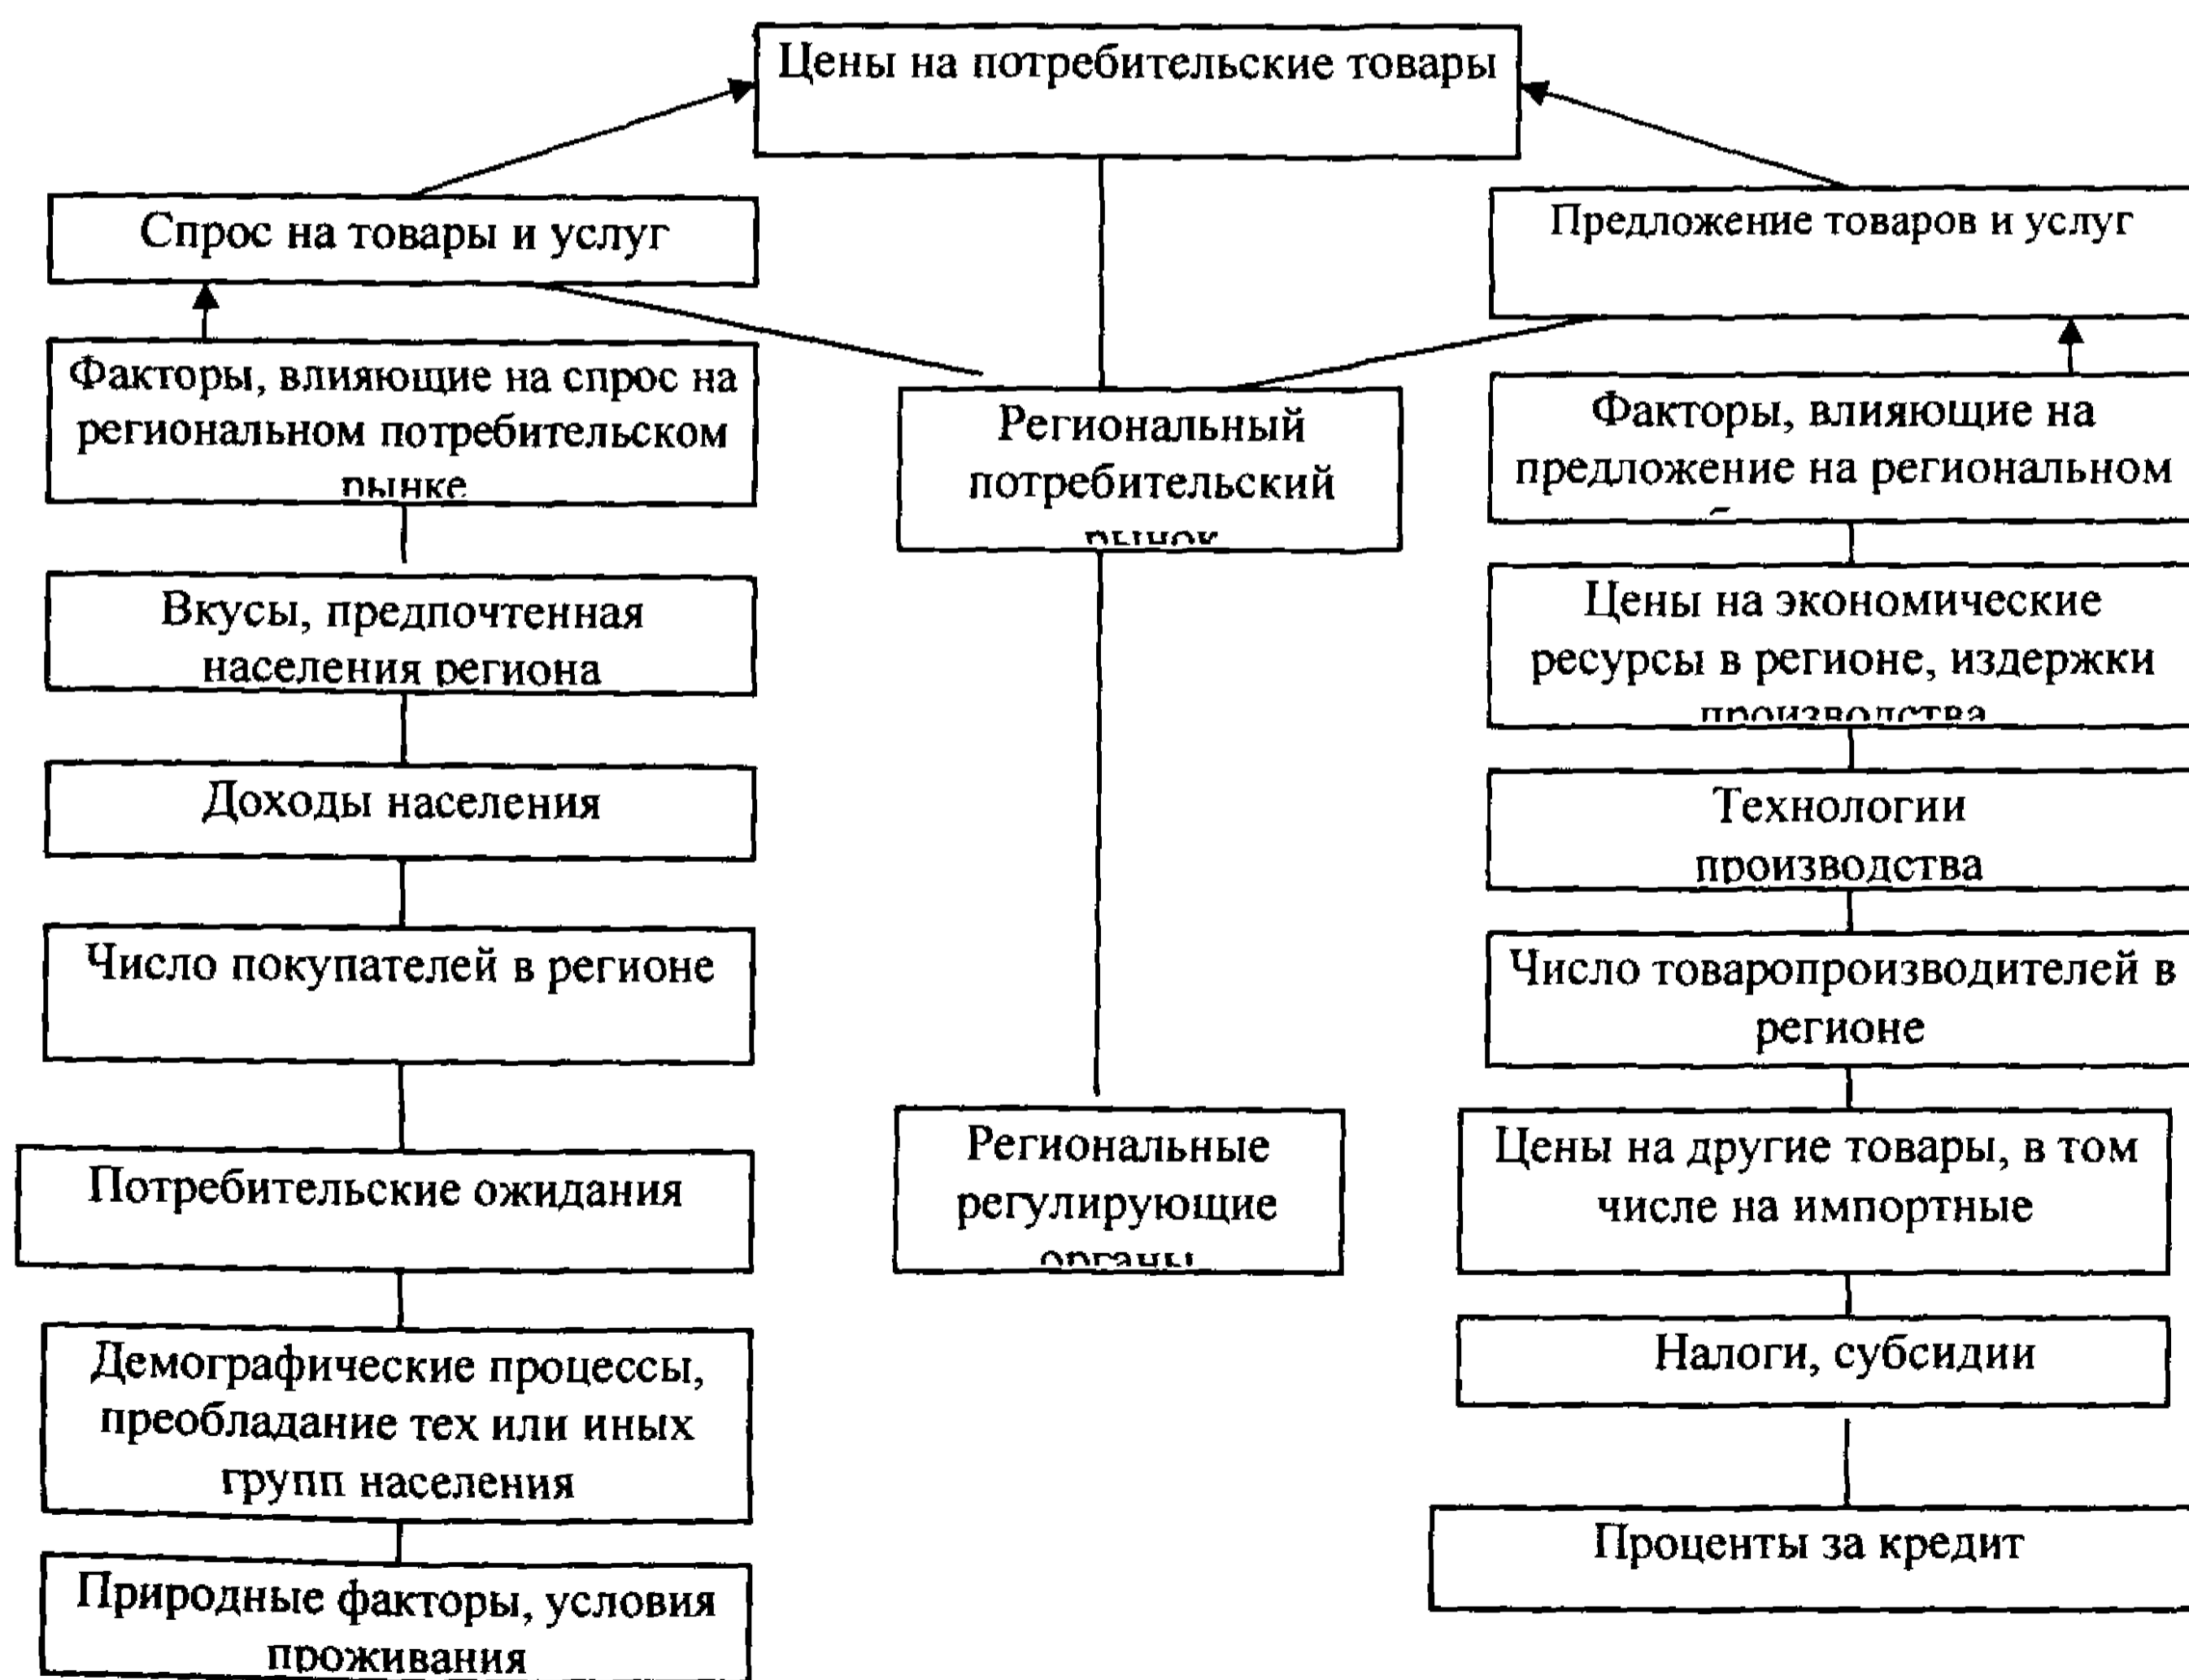 Цены на потребительские товары
Спрос на товары и услуг
Предложение товаров и услуг
Факторы, влияющие на спрос на
региональном потребительском
рынке
Региональный
потребительский
рынок
Факторы, влияющие на
предложение на региональном
Вкусы, предпочтенная
населения региона
Доходы населения
Число покупателей в регионе
Потребительские ожидания
Демографические процессы,
преобладание тех или иных
групп населения
Природные факторы, условия
проживания
Региональные
регулирующие
органы
Цены на экономические
ресурсы в регионе, издержки
производства
Технологии
производства
Число товаропроизводителей в
регионе
Цены на другие товары, в том
числе на импортные
Налоги, субсидии
Проценты за кредит